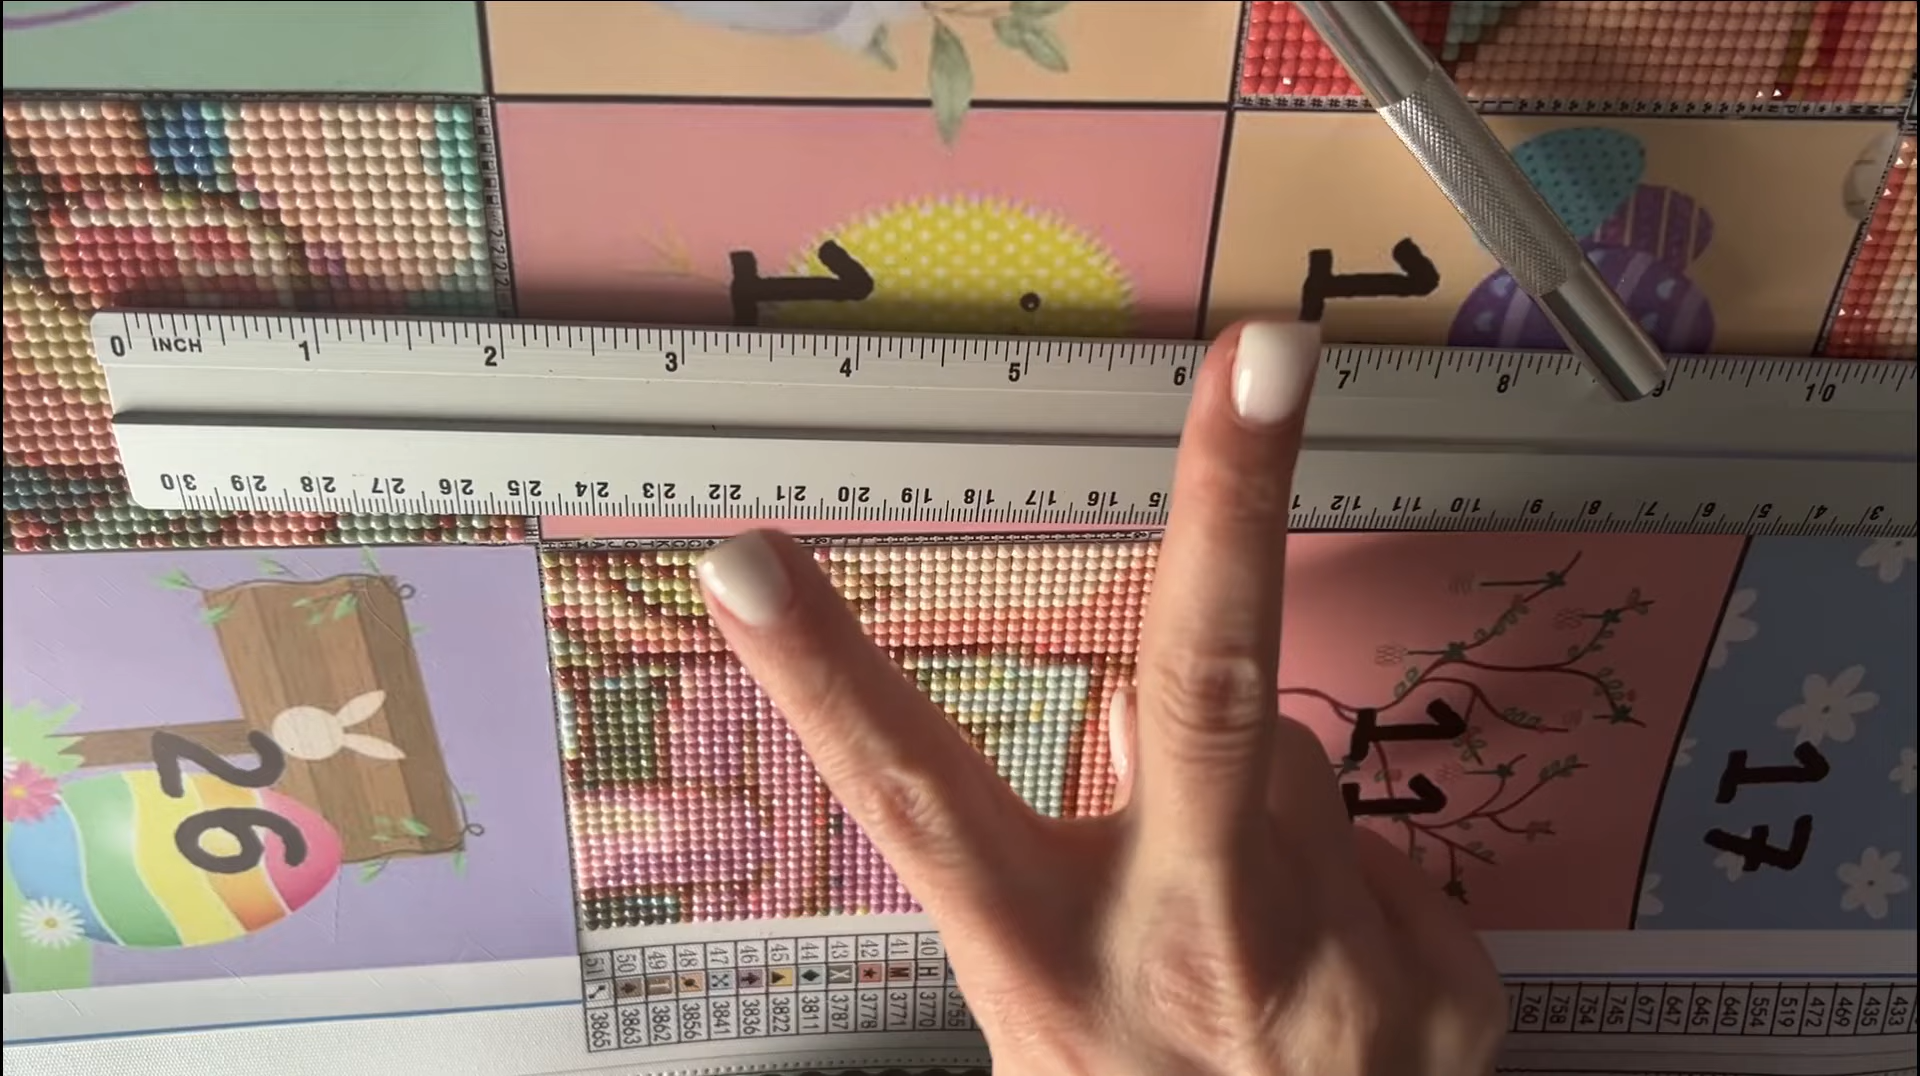 1
1
0 INCH 1 2 3 4 5 6 7 8 9 10
30 29 28 27 26 25 24 23 22 21 20 19 18 17 16 15 12 11 10 9 8 7 6 5 4 3
26
11
17
51 50 49 48 47 46 45 44 43 42 41 40
H M ★ X ◆ ▲
3865 3863 3862 3856 3841 3836 3822 3811 3787 3778 3771 3770 3755
760 758 754 745 677 647 645 640 554 519 472 469 435 433